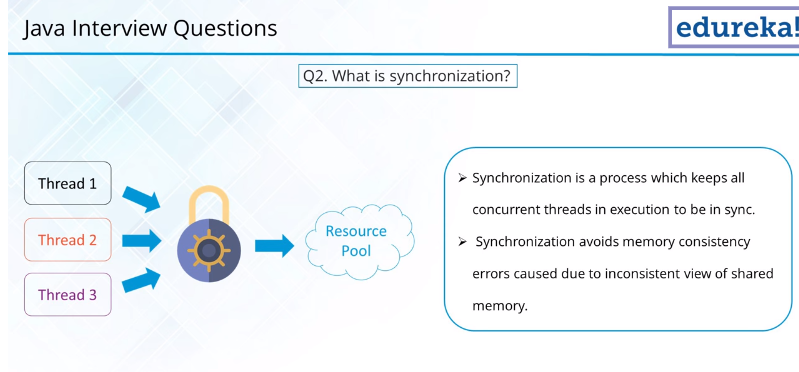 Java Interview Questions
edureka!
Q2. What is synchronization?
Thread 1
Thread 2
Thread 3
Resource
Pool
➢ Synchronization is a process which keeps all
concurrent threads in execution to be in sync.
➢ Synchronization avoids memory consistency
errors caused due to inconsistent view of shared
memory.